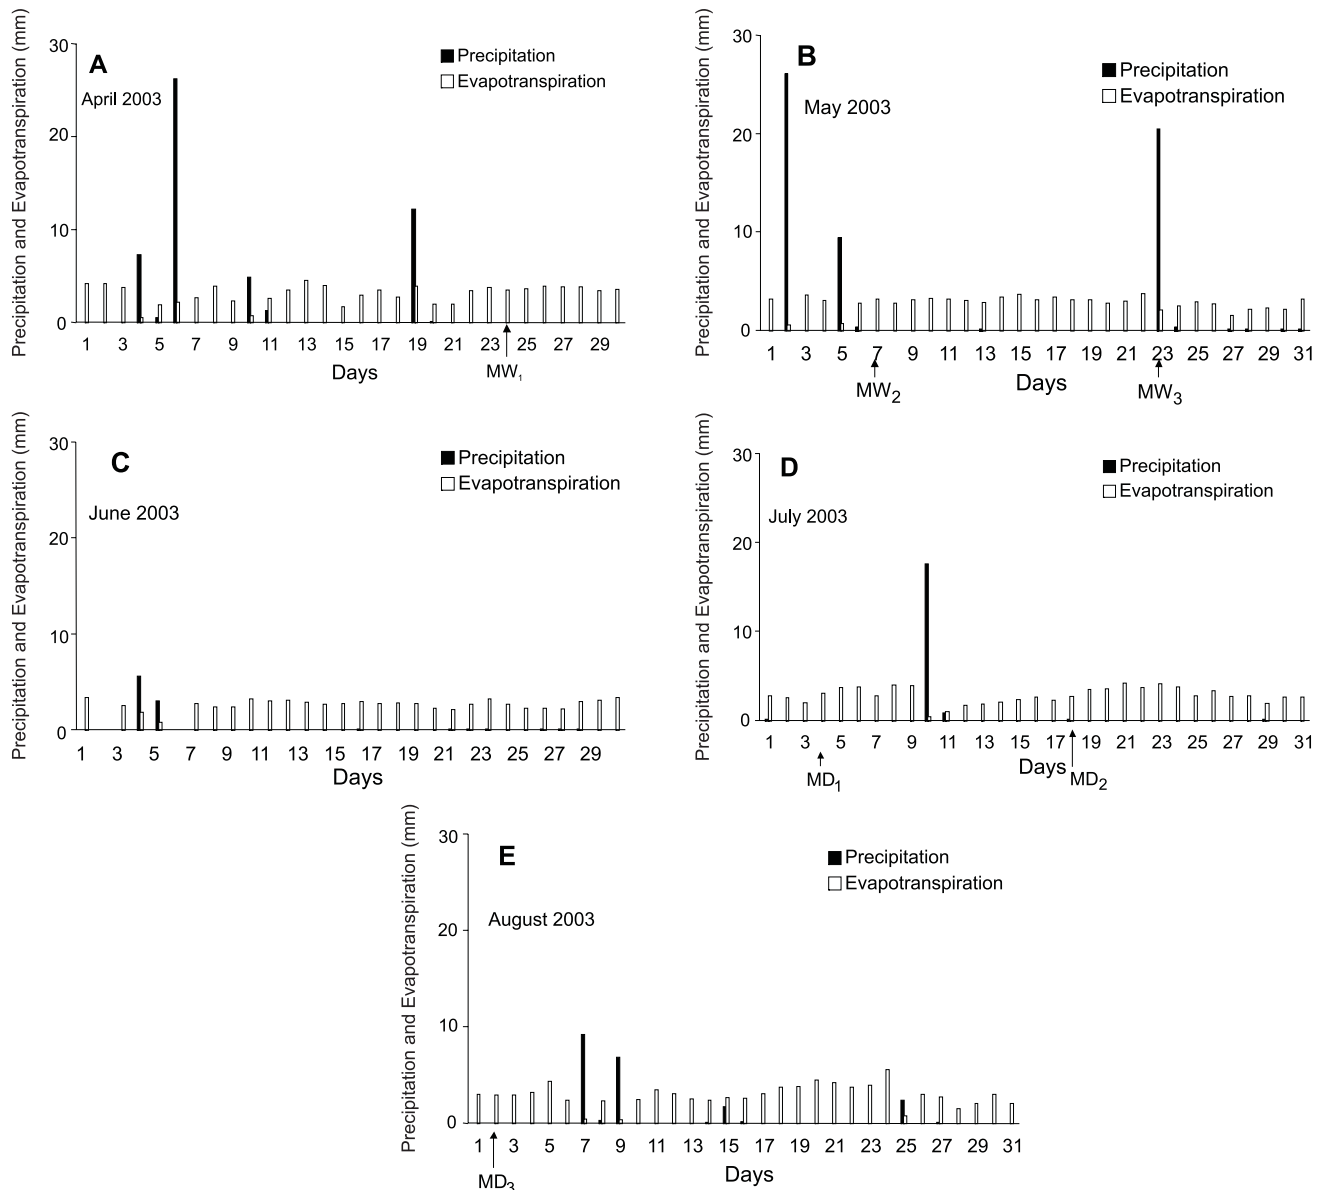 Precipitation and Evapotranspiration (mm)
30
20
10
0
A
April 2003
Precipitation
Evapotranspiration
1 3 5 7 9 11 13 15 17 19 21 23 25 27 29
Days
MW1
Precipitation and Evapotranspiration (mm)
30
20
10
0
B
May 2003
Precipitation
Evapotranspiration
1 3 5 7 9 11 13 15 17 19 21 23 25 27 29 31
Days
MW2
MW3
Precipitation and Evapotranspiration (mm)
30
20
10
0
C
June 2003
Precipitation
Evapotranspiration
1 3 5 7 9 11 13 15 17 19 21 23 25 27 29
Days
Precipitation and Evapotranspiration (mm)
30
20
10
0
D
July 2003
Precipitation
Evapotranspiration
1 3 5 7 9 11 13 15 17 19 21 23 25 27 29 31
Days
MD1
MD2
Precipitation and Evapotranspiration (mm)
30
20
10
0
E
August 2003
Precipitation
Evapotranspiration
1 3 5 7 9 11 13 15 17 19 21 23 25 27 29 31
Days
MD3